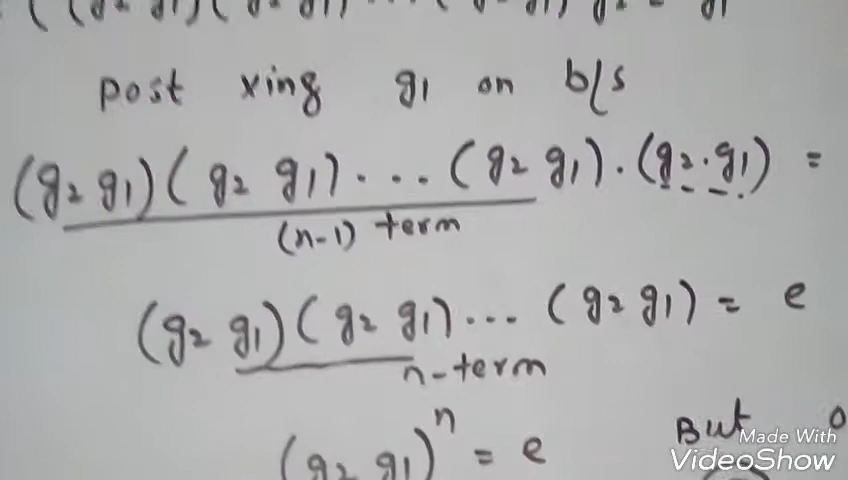 post xing g1 on b/s
(g2 g1)(g2 g1)...(g2 g1).(g2.g1) =
(n-1) term
(g2 g1)(g2 g1)...(g2 g1) = e
n-term
(g2 g1)^n = e But
Made With
VideoShow